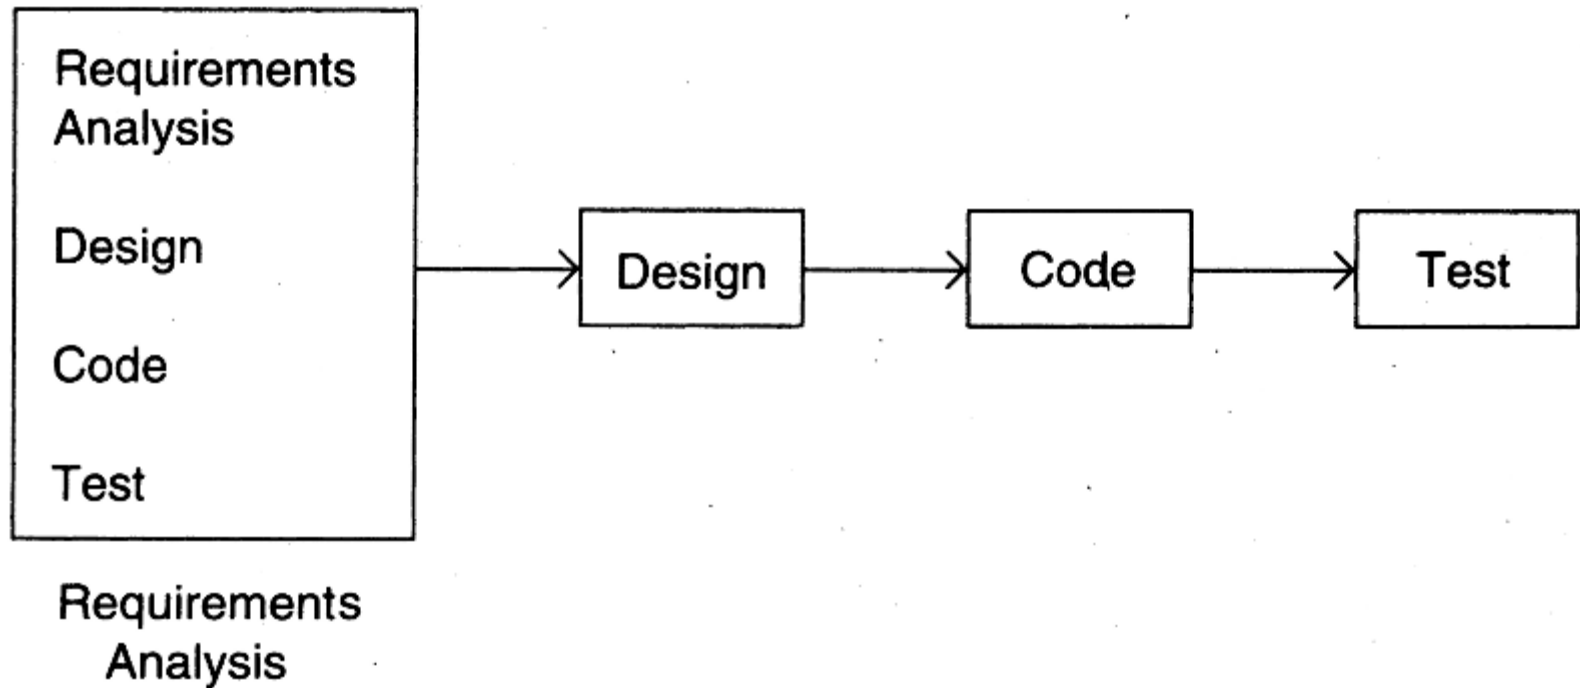 Requirements
Analysis
Design
Code
Test
Requirements
Analysis
Design
Code
Test